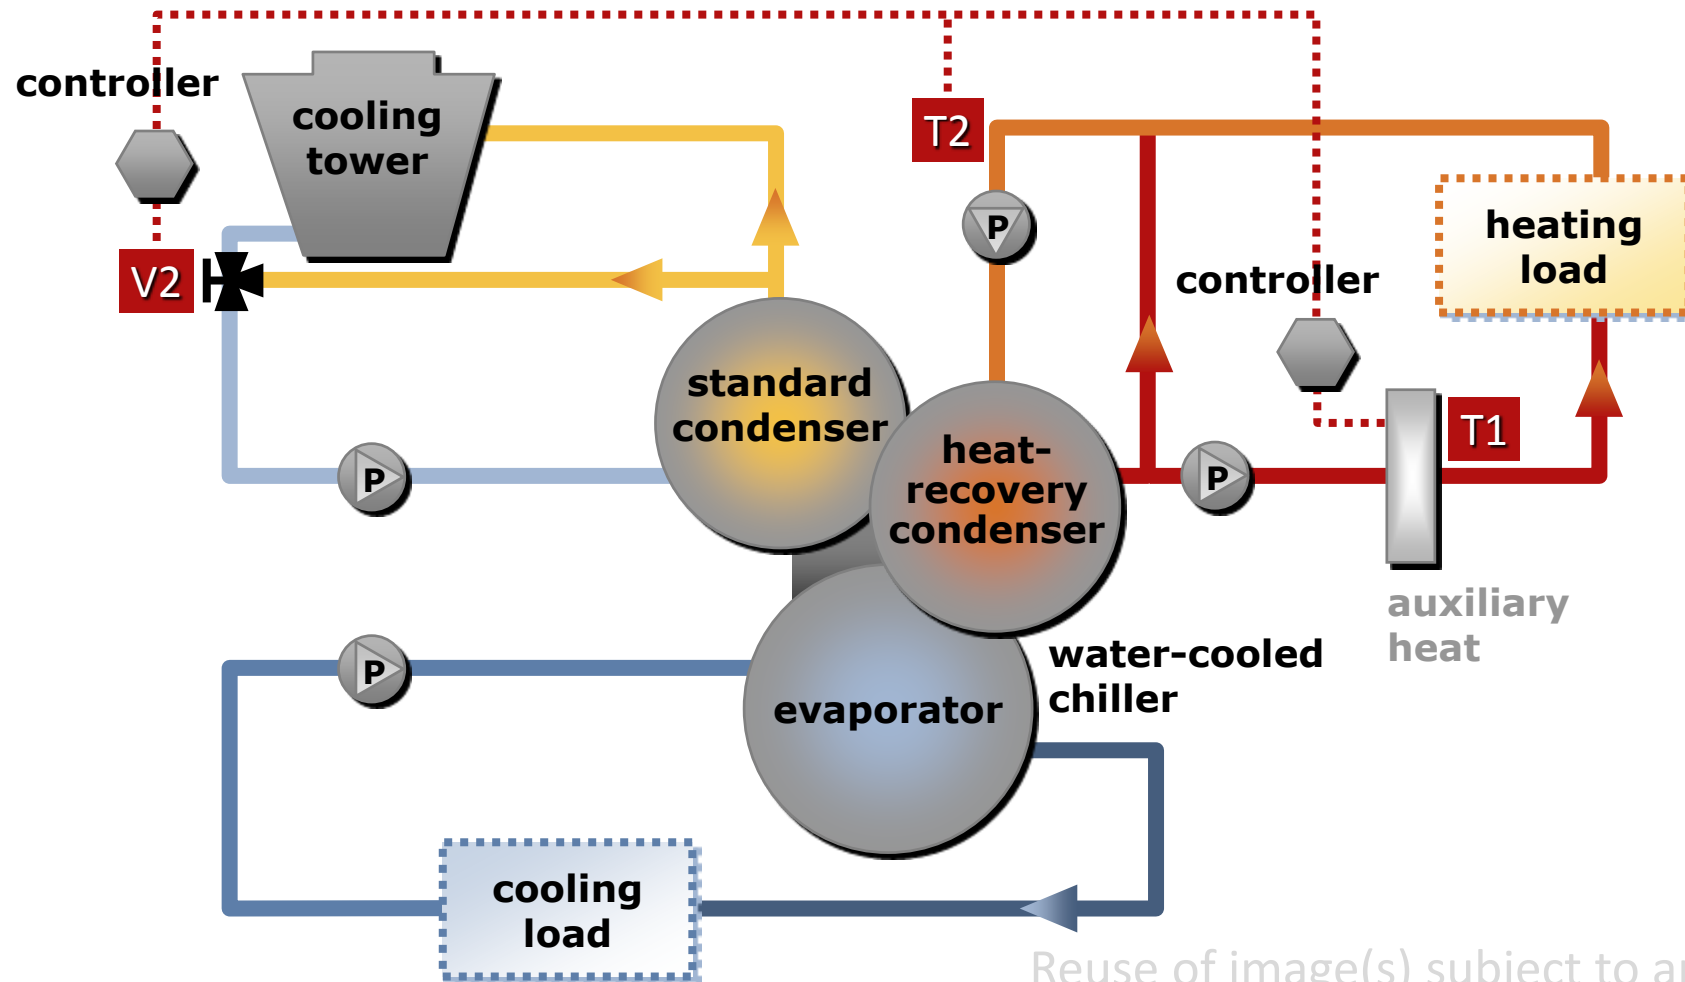 controller
cooling
tower
T2
P
heating
load
V2
controller
standard
condenser
T1
heat-
recovery
condenser
P
P
auxiliary
heat
water-cooled
chiller
P
evaporator
cooling
load
Reuse of image(s) subject to